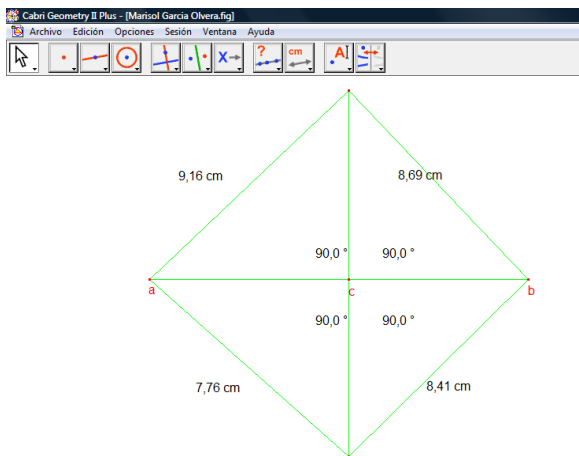 Cabri Geometry II Plus - [Marisol Garcia Olvera.fig]
Archivo Edición Opciones Sesión Ventana Ayuda
X ? cm A
9,16 cm 8,69 cm
90,0 ° 90,0 °
a c b
90,0 ° 90,0 °
7,76 cm 8,41 cm